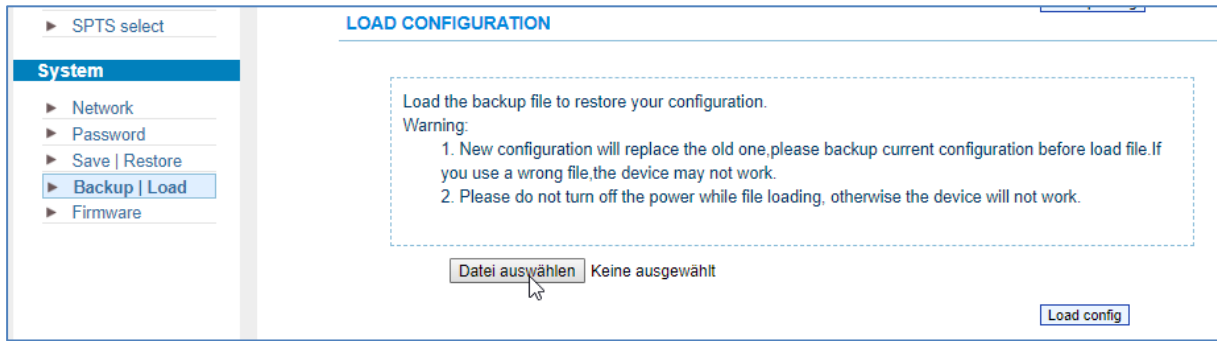 SPTS select
LOAD CONFIGURATION
System
Network
Password
Save | Restore
Backup | Load
Firmware
Load the backup file to restore your configuration.
Warning:
1. New configuration will replace the old one,please backup current configuration before load file.If
you use a wrong file,the device may not work.
2. Please do not turn off the power while file loading, otherwise the device will not work.
Datei auswählen Keine ausgewählt
Load config